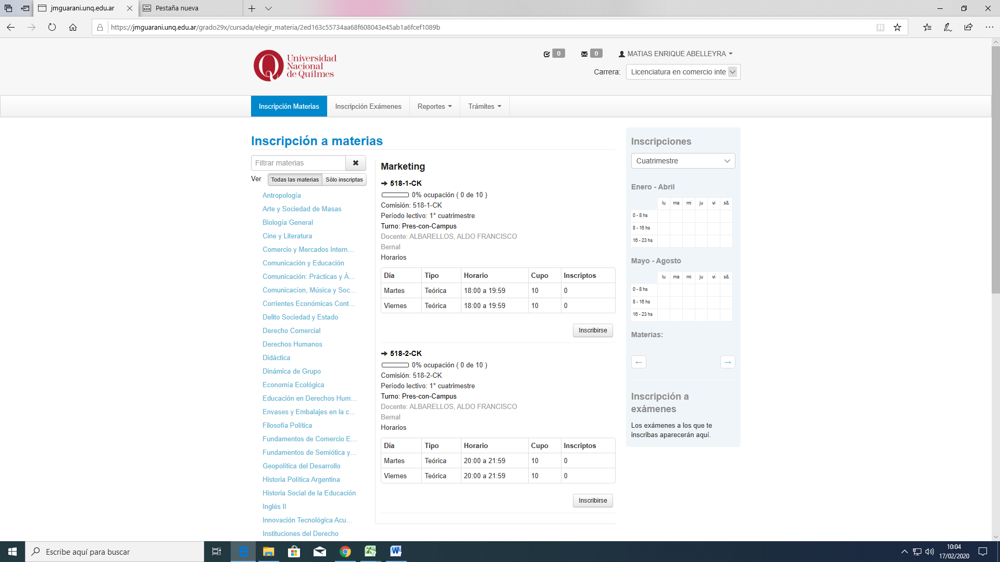 jmguarani.unq.edu.ar
Pestaña nueva
https://jmguarani.unq.edu.ar/grado29x/cursada/elegir_materia/2ed163c55734aa68f608043e45ab1a6fcef1089b
Universidad
Nacional
de Quilmes
0
0
MATIAS ENRIQUE ABELLEYRA
Carrera:
Licenciatura en comercio inte
Inscripción Materias
Inscripción Exámenes
Reportes
Trámites
Inscripción a materias
Filtrar materias
Ver
Todas las materias
Sólo inscriptas
Antropología
Arte y Sociedad de Masas
Biología General
Cine y Literatura
Comercio y Mercados Intern...
Comunicación y Educación
Comunicación: Prácticas y Á...
Comunicacíon, Música y Soc...
Corrientes Económicas Cont...
Delito Sociedad y Estado
Derecho Comercial
Derechos Humanos
Didáctica
Dinámica de Grupo
Economía Ecológica
Educación en Derechos Hum...
Envases y Embalajes en la c...
Filosofía Política
Fundamentos de Comercio E...
Fundamentos de Semiótica y...
Geopolítica del Desarrollo
Historia Política Argentina
Historia Social de la Educación
Inglés II
Innovación Tecnológica Acu...
Instituciones del Derecho
Marketing
518-1-CK
0% ocupación ( 0 de 10 )
Comisión: 518-1-CK
Período lectivo: 1° cuatrimestre
Turno: Pres-con-Campus
Docente: ALBARELLOS, ALDO FRANCISCO
Bernal
Horarios
Día Tipo Horario Cupo Inscriptos
Martes Teórica 18:00 a 19:59 10 0
Viernes Teórica 18:00 a 19:59 10 0
Inscribirse
518-2-CK
0% ocupación ( 0 de 10 )
Comisión: 518-2-CK
Período lectivo: 1° cuatrimestre
Turno: Pres-con-Campus
Docente: ALBARELLOS, ALDO FRANCISCO
Bernal
Horarios
Día Tipo Horario Cupo Inscriptos
Martes Teórica 20:00 a 21:59 10 0
Viernes Teórica 20:00 a 21:59 10 0
Inscribirse
Inscripciones
Cuatrimestre
Enero - Abril
lu ma mi ju vi s&
0 - 8 hs
8 - 16 hs
16 - 23 hs
Mayo - Agosto
lu ma mi ju vi s&
0 - 8 hs
8 - 16 hs
16 - 23 hs
Materias:
Inscripción a
exámenes
Los exámenes a los que te
inscribas aparecerán aquí.
Escribe aquí para buscar
10:04
17/02/2020